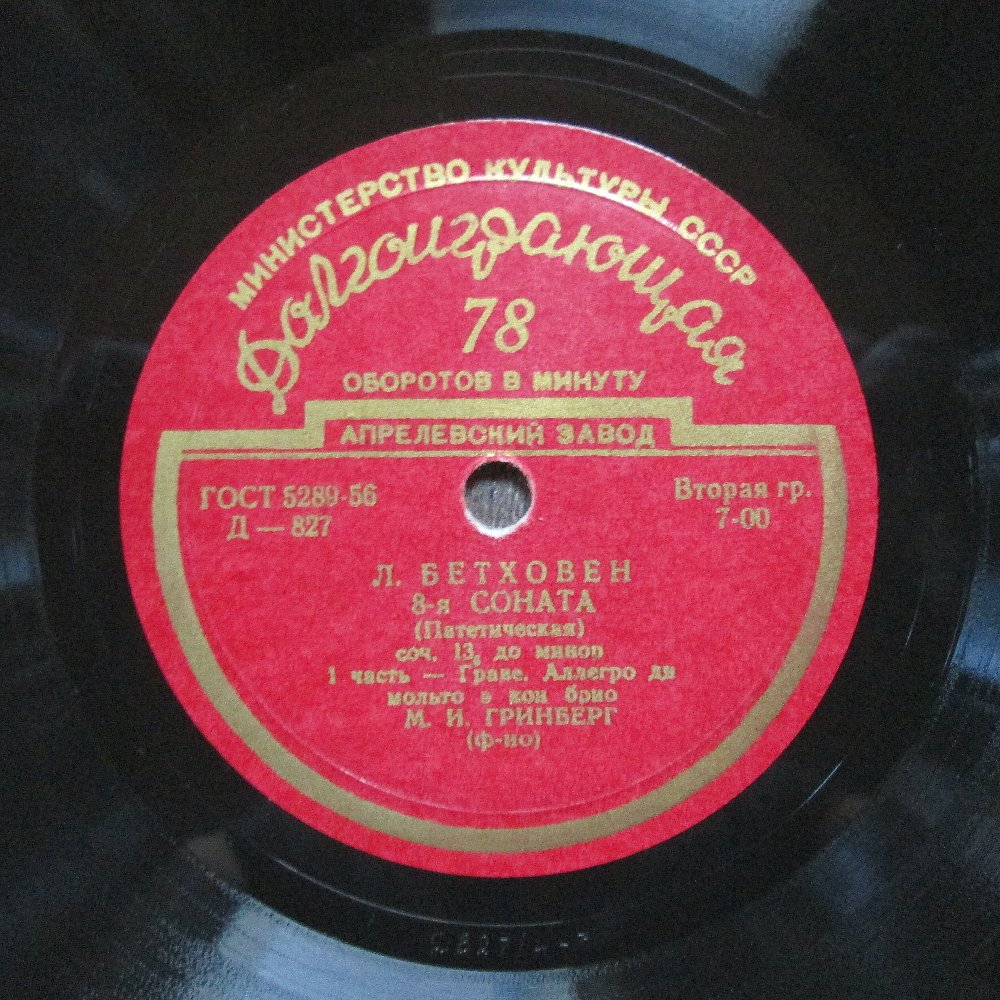 МИНИСТЕРСТВО КУЛЬТУРЫ СССР
Долгоиграющая
78
ОБОРОТОВ В МИНУТУ
АПРЕЛЕВСКИЙ ЗАВОД
ГОСТ 5289-56
Д — 827
Вторая гр.
7-00
Л. БЕТХОВЕН
8-я СОНАТА
(Патетическая)
соч. 13, до минор
1 часть — Граве. Аллегро ди
мольто э кон брио
М. И. ГРИНБЕРГ
(ф-но)